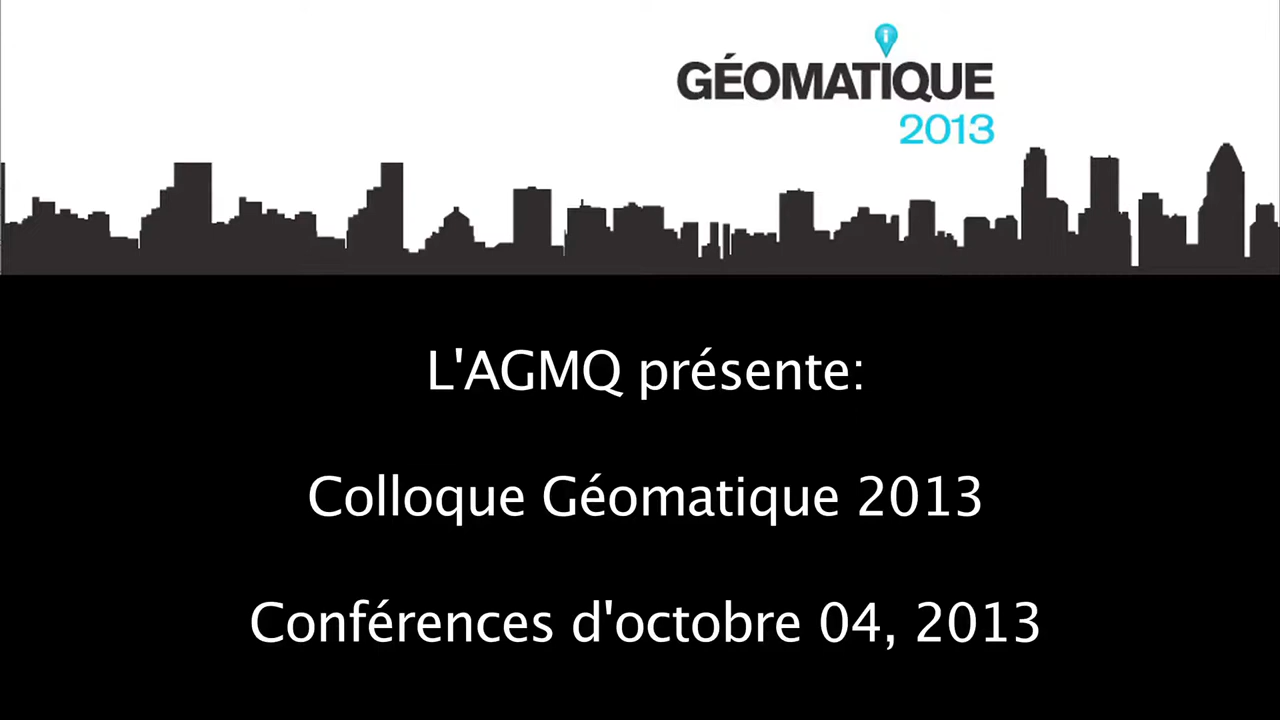 GÉOMATIQUE
2013
L'AGMQ présente:
Colloque Géomatique 2013
Conférences d'octobre 04, 2013